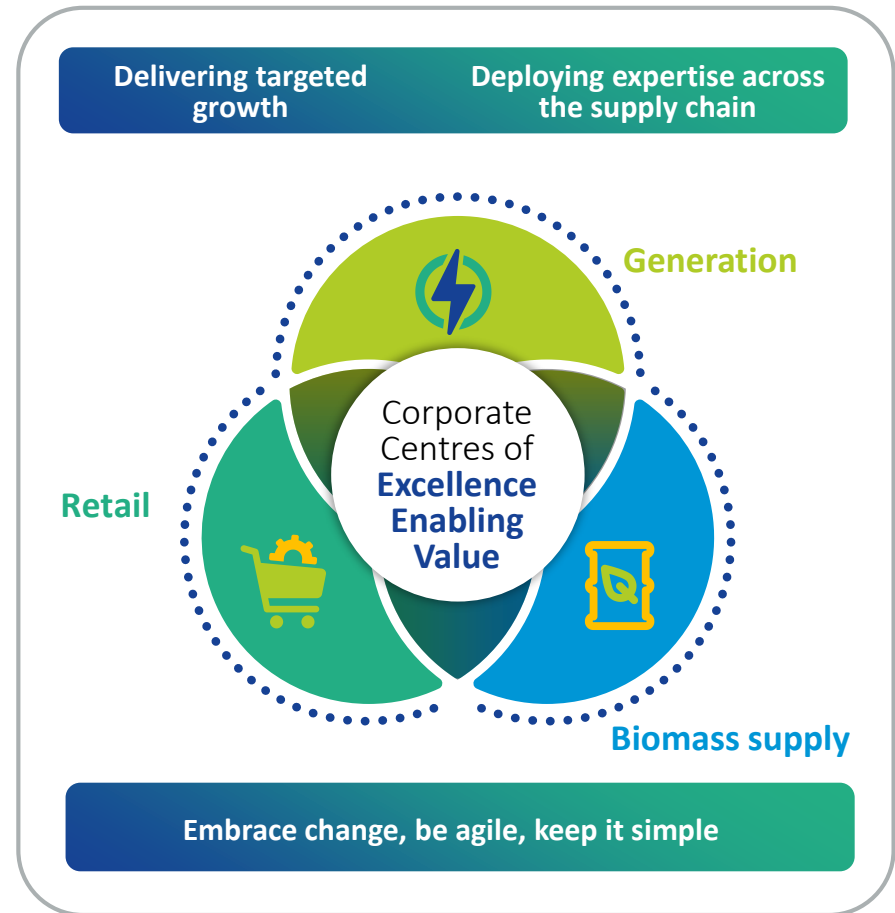 Delivering targeted
growth
Deploying expertise across
the supply chain
Generation
Corporate
Centres of
Excellence
Enabling
Value
Retail
Biomass supply
Embrace change, be agile, keep it simple